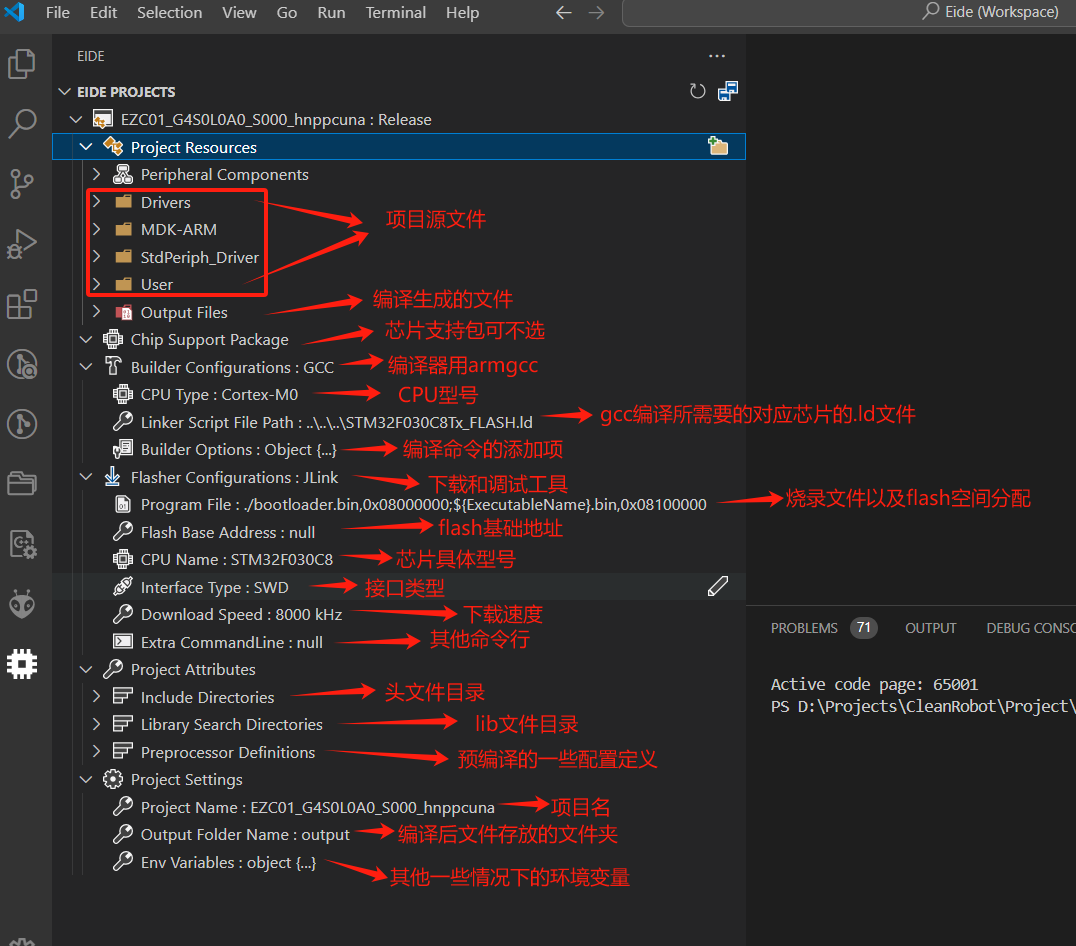 File Edit Selection View Go Run Terminal Help Eide (Workspace)
EIDE
EIDE PROJECTS
EZC01_G4S0L0A0_S000_hnppcuna : Release
Project Resources
Peripheral Components
Drivers
项目源文件
MDK-ARM
StdPeriph_Driver
User
编译生成的文件
Output Files
芯片支持包可不选
Chip Support Package
Builder Configurations : GCC 编译器用armgcc
CPU Type : Cortex-M0 CPU型号
Linker Script File Path : ..\..\..\STM32F030C8Tx_FLASH.ld gcc编译所需要的对应芯片的.ld文件
Builder Options : Object {...} 编译命令的添加项
Flasher Configurations : JLink 下载和调试工具
Program File : ./bootloader.bin,0x08000000;${ExecutableName}.bin,0x08100000 烧录文件以及flash空间分配
Flash Base Address : null flash基础地址
CPU Name : STM32F030C8 芯片具体型号
Interface Type : SWD 接口类型
Download Speed : 8000 kHz 下载速度
Extra CommandLine : null 其他命令行
Project Attributes
Include Directories 头文件目录
Library Search Directories lib文件目录
Preprocessor Definitions 预编译的一些配置定义
Project Settings
Project Name : EZC01_G4S0L0A0_S000_hnppcuna 项目名
Output Folder Name : output 编译后文件存放的文件夹
Env Variables : object {...} 其他一些情况下的环境变量
PROBLEMS 71 OUTPUT DEBUG CONSO
Active code page: 65001
PS D:\Projects\CleanRobot\Project\